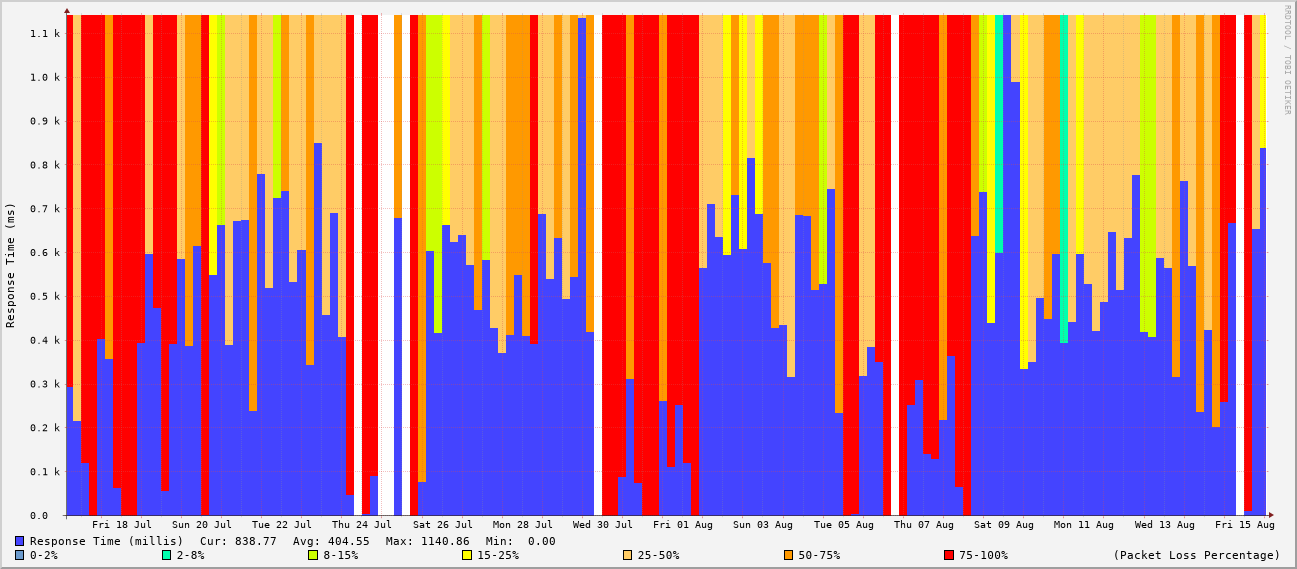 RRDTOOL / TOBI OETIKER
Response Time (ms)
1.1 k
1.0 k
0.9 k
0.8 k
0.7 k
0.6 k
0.5 k
0.4 k
0.3 k
0.2 k
0.1 k
0.0
Fri 18 Jul Sun 20 Jul Tue 22 Jul Thu 24 Jul Sat 26 Jul Mon 28 Jul Wed 30 Jul Fri 01 Aug Sun 03 Aug Tue 05 Aug Thu 07 Aug Sat 09 Aug Mon 11 Aug Wed 13 Aug Fri 15 Aug
Response Time (millis) Cur: 838.77 Avg: 404.55 Max: 1140.86 Min: 0.00
0-2% 2-8% 8-15% 15-25% 25-50% 50-75% 75-100% (Packet Loss Percentage)